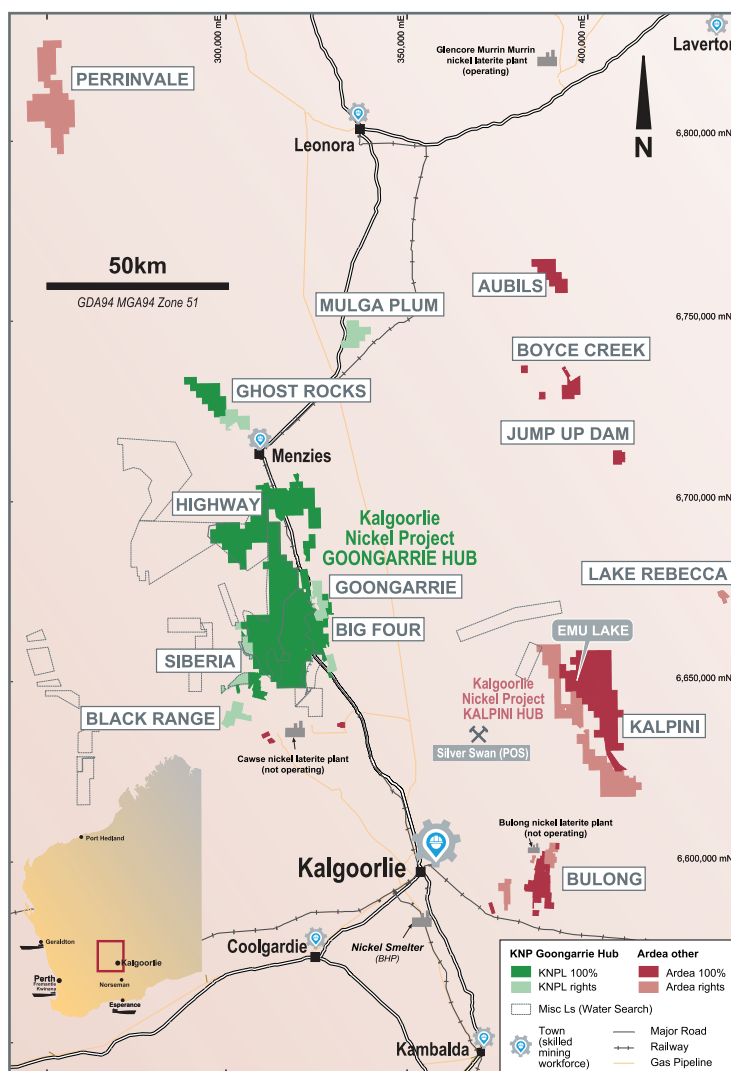 300,000 mE
350,000 mE
400,000 mE
Laverton
Glencore Murrin Murrin
nickel laterite plant
(operating)
PERRINVALE
6,800,000 mN
N
Leonora
50km
GDA94 MGA94 Zone 51
AUBILS
MULGA PLUM
6,750,000 mN
BOYCE CREEK
GHOST ROCKS
JUMP UP DAM
Menzies
HIGHWAY
6,700,000 mN
Kalgoorlie
Nickel Project
GOONGARRIE HUB
LAKE REBECCA
GOONGARRIE
BIG FOUR
EMU LAKE
SIBERIA
6,650,000 mN
Kalgoorlie
Nickel Project
KALPINI HUB
BLACK RANGE
KALPINI
Silver Swan (POS)
Cawse nickel laterite plant
(not operating)
Bulong nickel laterite plant
(not operating)
6,600,000 mN
Kalgoorlie
BULONG
Coolgardie
Nickel Smelter
(BHP)
Kambalda
Port Hedland
Geraldton
Kalgoorlie
Perth
Fremantle
Kwinana
Norseman
Esperance
KNP Goongarrie Hub
KNPL 100%
KNPL rights
Ardea other
Ardea 100%
Ardea rights
Misc Ls (Water Search)
Town
(skilled
mining
workforce)
Major Road
Railway
Gas Pipeline